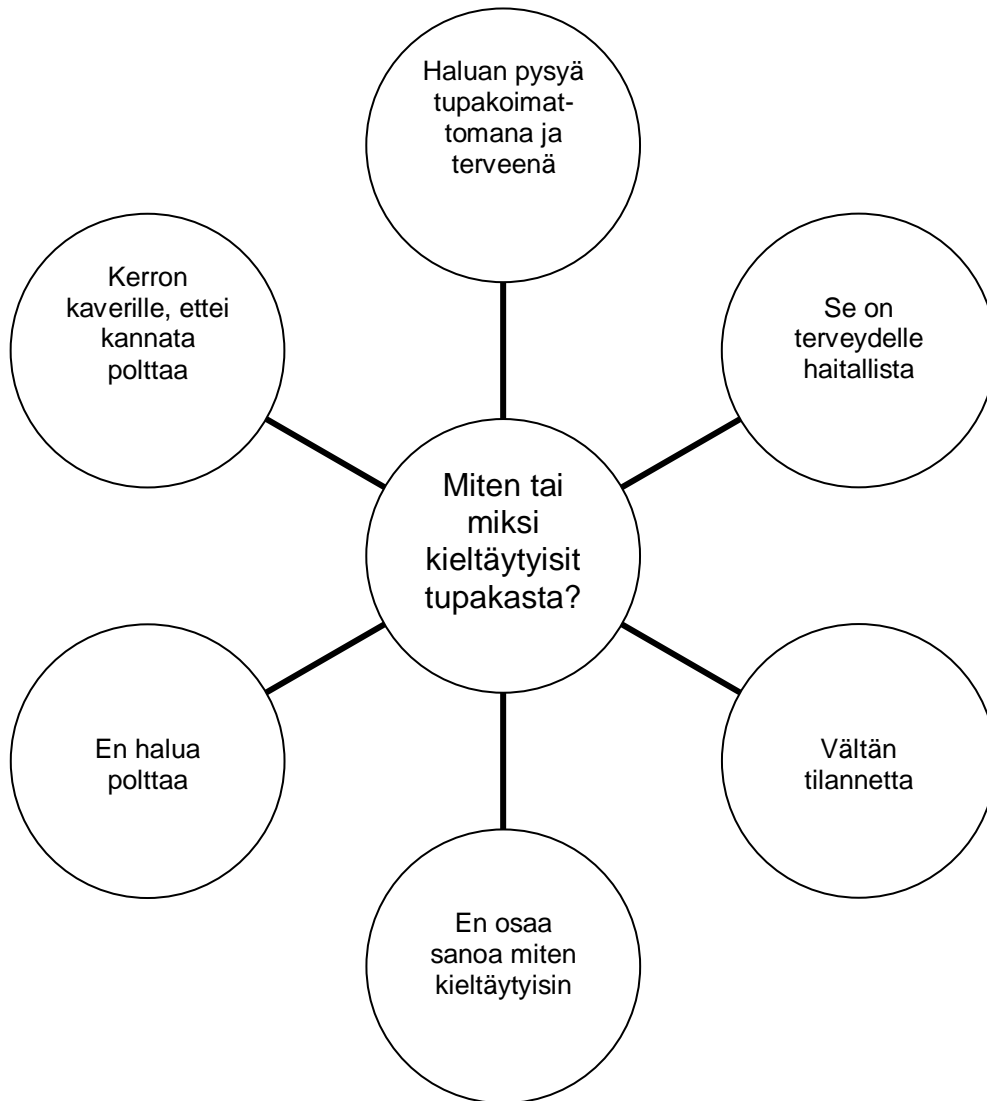 Haluan pysyä
tupakoimat-
tomana ja
terveenä
Kerron
kaverille, ettei
kannata
polttaa
Se on
terveydelle
haitallista
Miten tai
miksi
kieltäytyisit
tupakasta?
En halua
polttaa
Vältän
tilannetta
En osaa
sanoa miten
kieltäytyisin